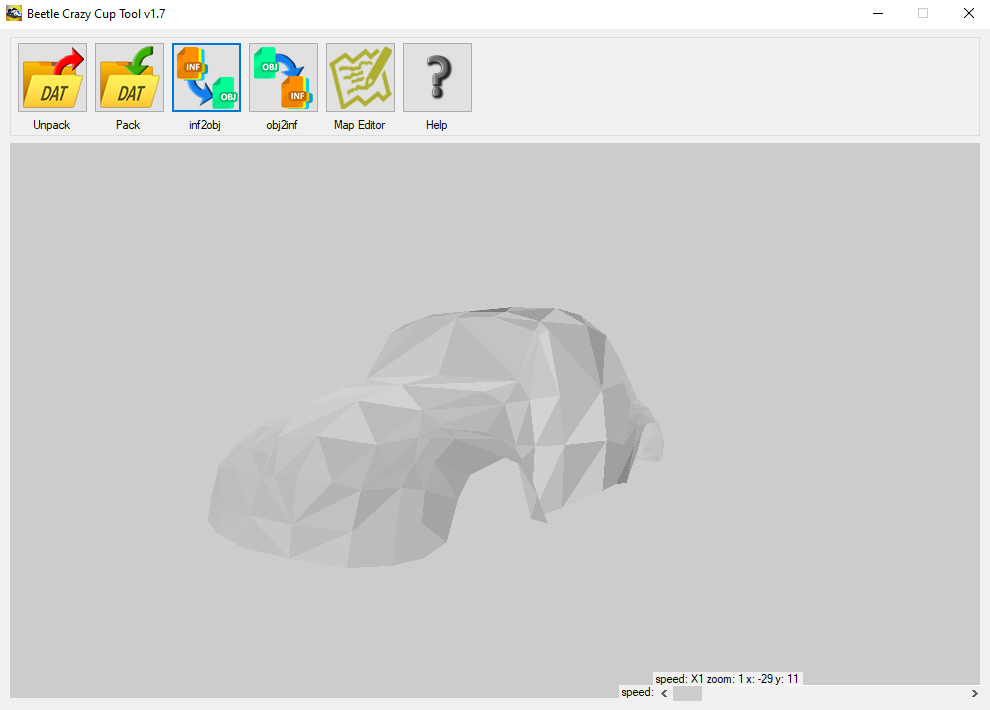 Beetle Crazy Cup Tool v1.7
DAT DAT INF OBJ OBJ INF
Unpack Pack inf2obj obj2inf Map Editor Help
speed: X1 zoom: 1 x: -29 y: 11
speed: